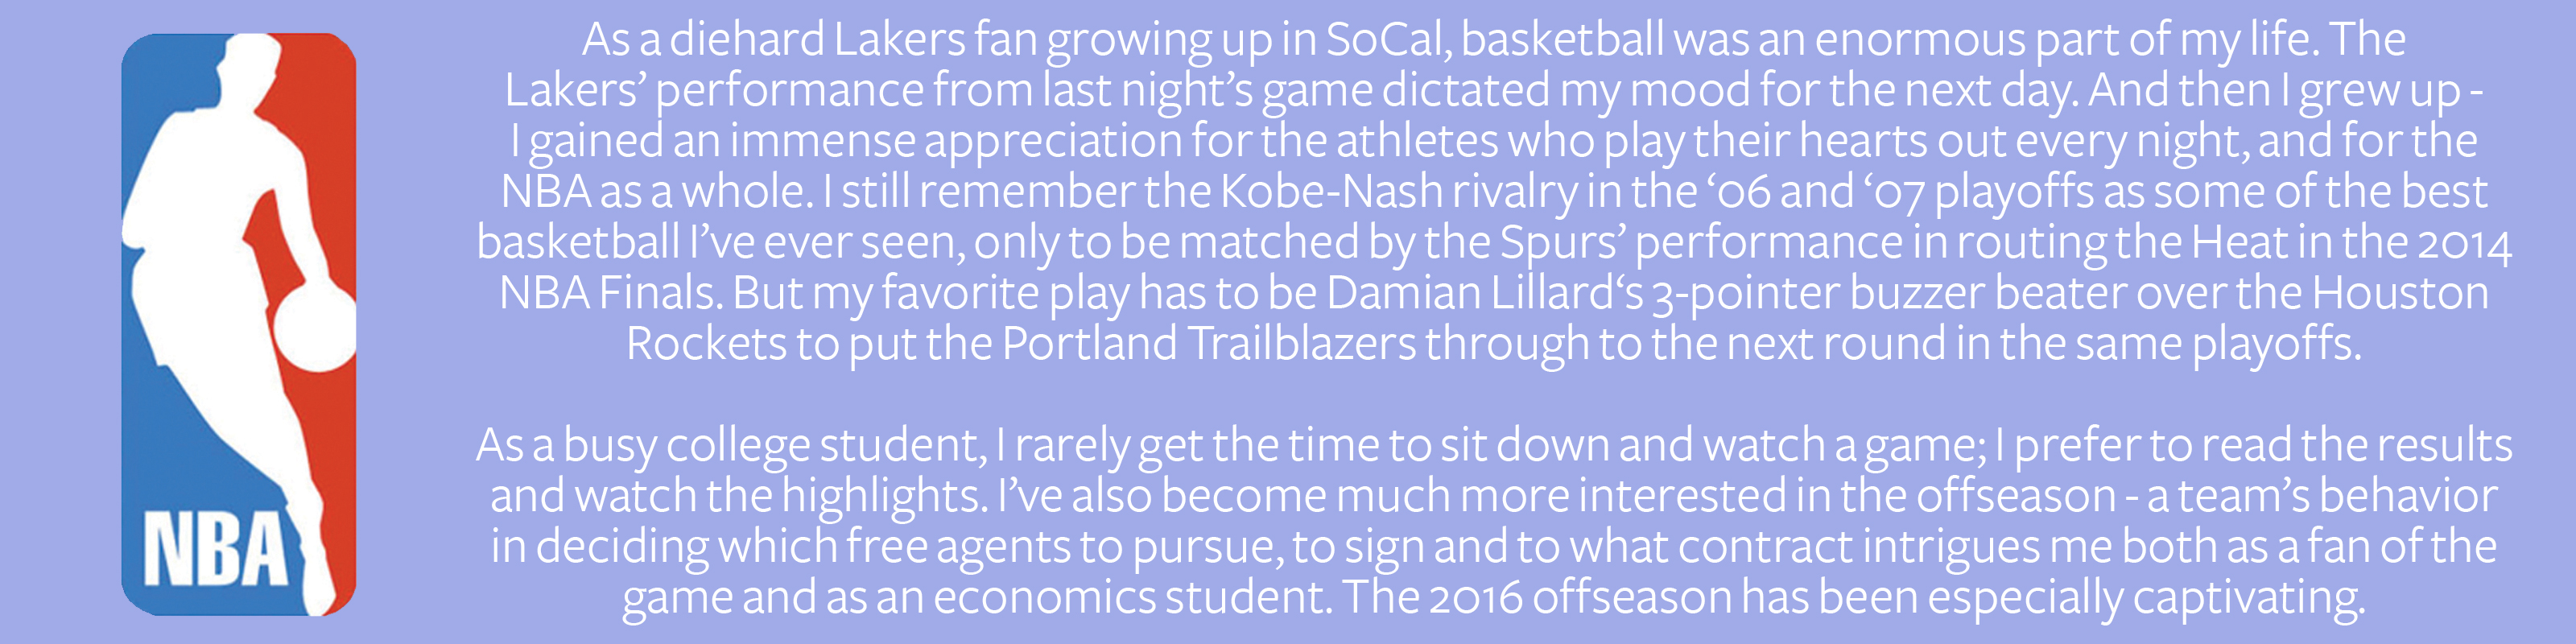 As a diehard Lakers fan growing up in SoCal, basketball was an enormous part of my life. The
Lakers’ performance from last night’s game dictated my mood for the next day. And then I grew up -
I gained an immense appreciation for the athletes who play their hearts out every night, and for the
NBA as a whole. I still remember the Kobe-Nash rivalry in the ‘06 and ‘07 playoffs as some of the best
basketball I’ve ever seen, only to be matched by the Spurs’ performance in routing the Heat in the 2014
NBA Finals. But my favorite play has to be Damian Lillard‘s 3-pointer buzzer beater over the Houston
Rockets to put the Portland Trailblazers through to the next round in the same playoffs.
As a busy college student, I rarely get the time to sit down and watch a game; I prefer to read the results
and watch the highlights. I’ve also become much more interested in the offseason - a team’s behavior
in deciding which free agents to pursue, to sign and to what contract intrigues me both as a fan of the
game and as an economics student. The 2016 offseason has been especially captivating.
NBA